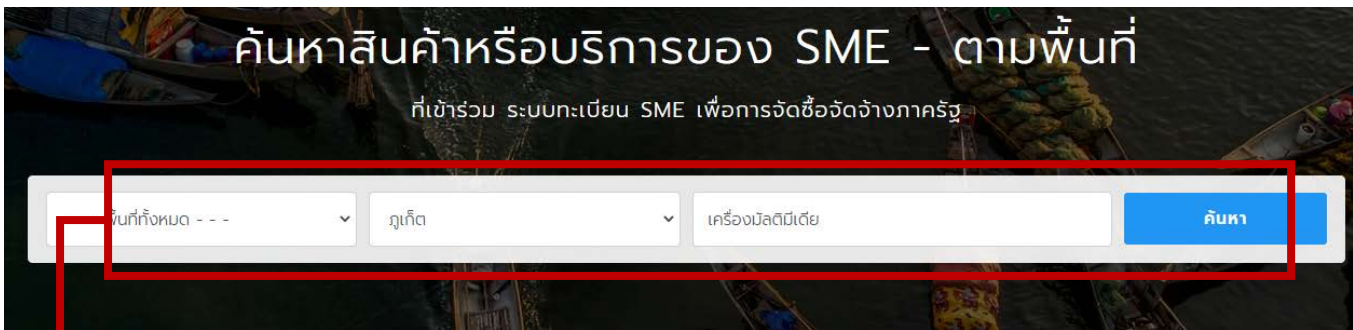 ค้นหาสินค้าหรือบริการของ SME - ตามพื้นที่
ที่เข้าร่วม ระบบทะเบียน SME เพื่อการจัดซื้อจัดจ้างภาครัฐ
พื้นที่ทั้งหมด - - - ภูเก็ต เครื่องมัลติมีเดีย ค้นหา